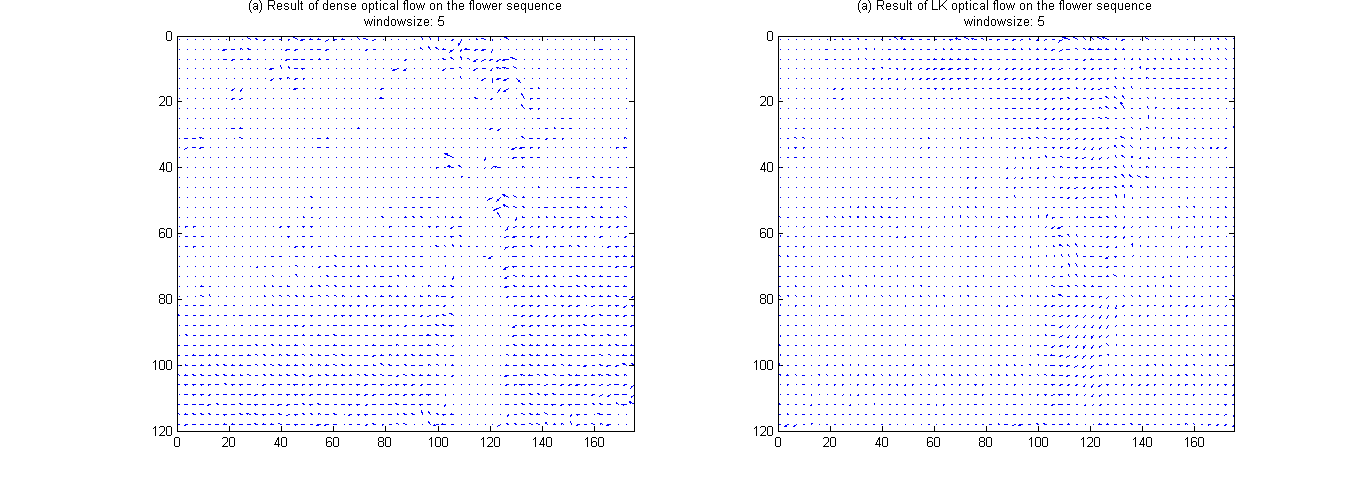 (a) Result of dense optical flow on the flower sequence
windowsize: 5
0
20
40
60
80
100
120
0 20 40 60 80 100 120 140 160
(a) Result of LK optical flow on the flower sequence
windowsize: 5
0
20
40
60
80
100
120
0 20 40 60 80 100 120 140 160